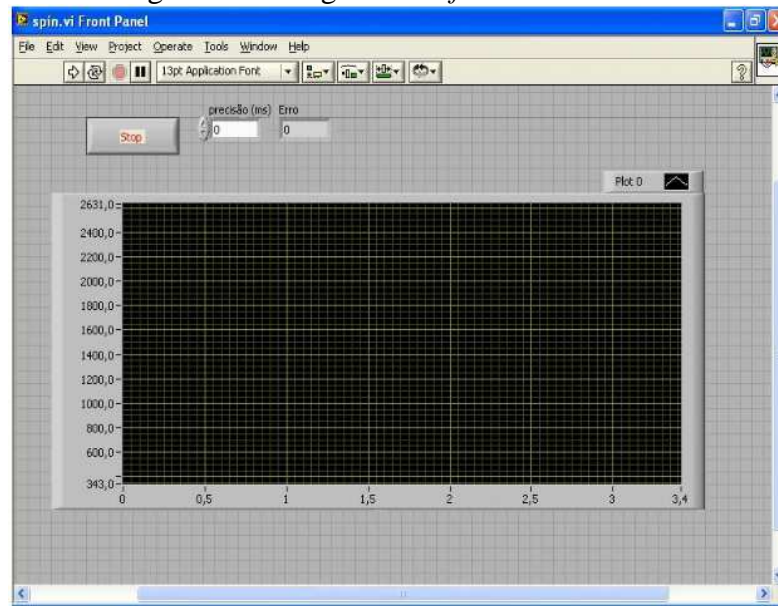 spin.vi Front Panel
File Edit View Project Operate Tools Window Help
13pt Application Font
precisão (ms) Erro
Stop
0
0
Plot 0
2631,0
2400,0
2200,0
2000,0
1800,0
1600,0
1400,0
1200,0
1000,0
800,0
600,0
343,0
0 0,5 1 1,5 2 2,5 3 3,4